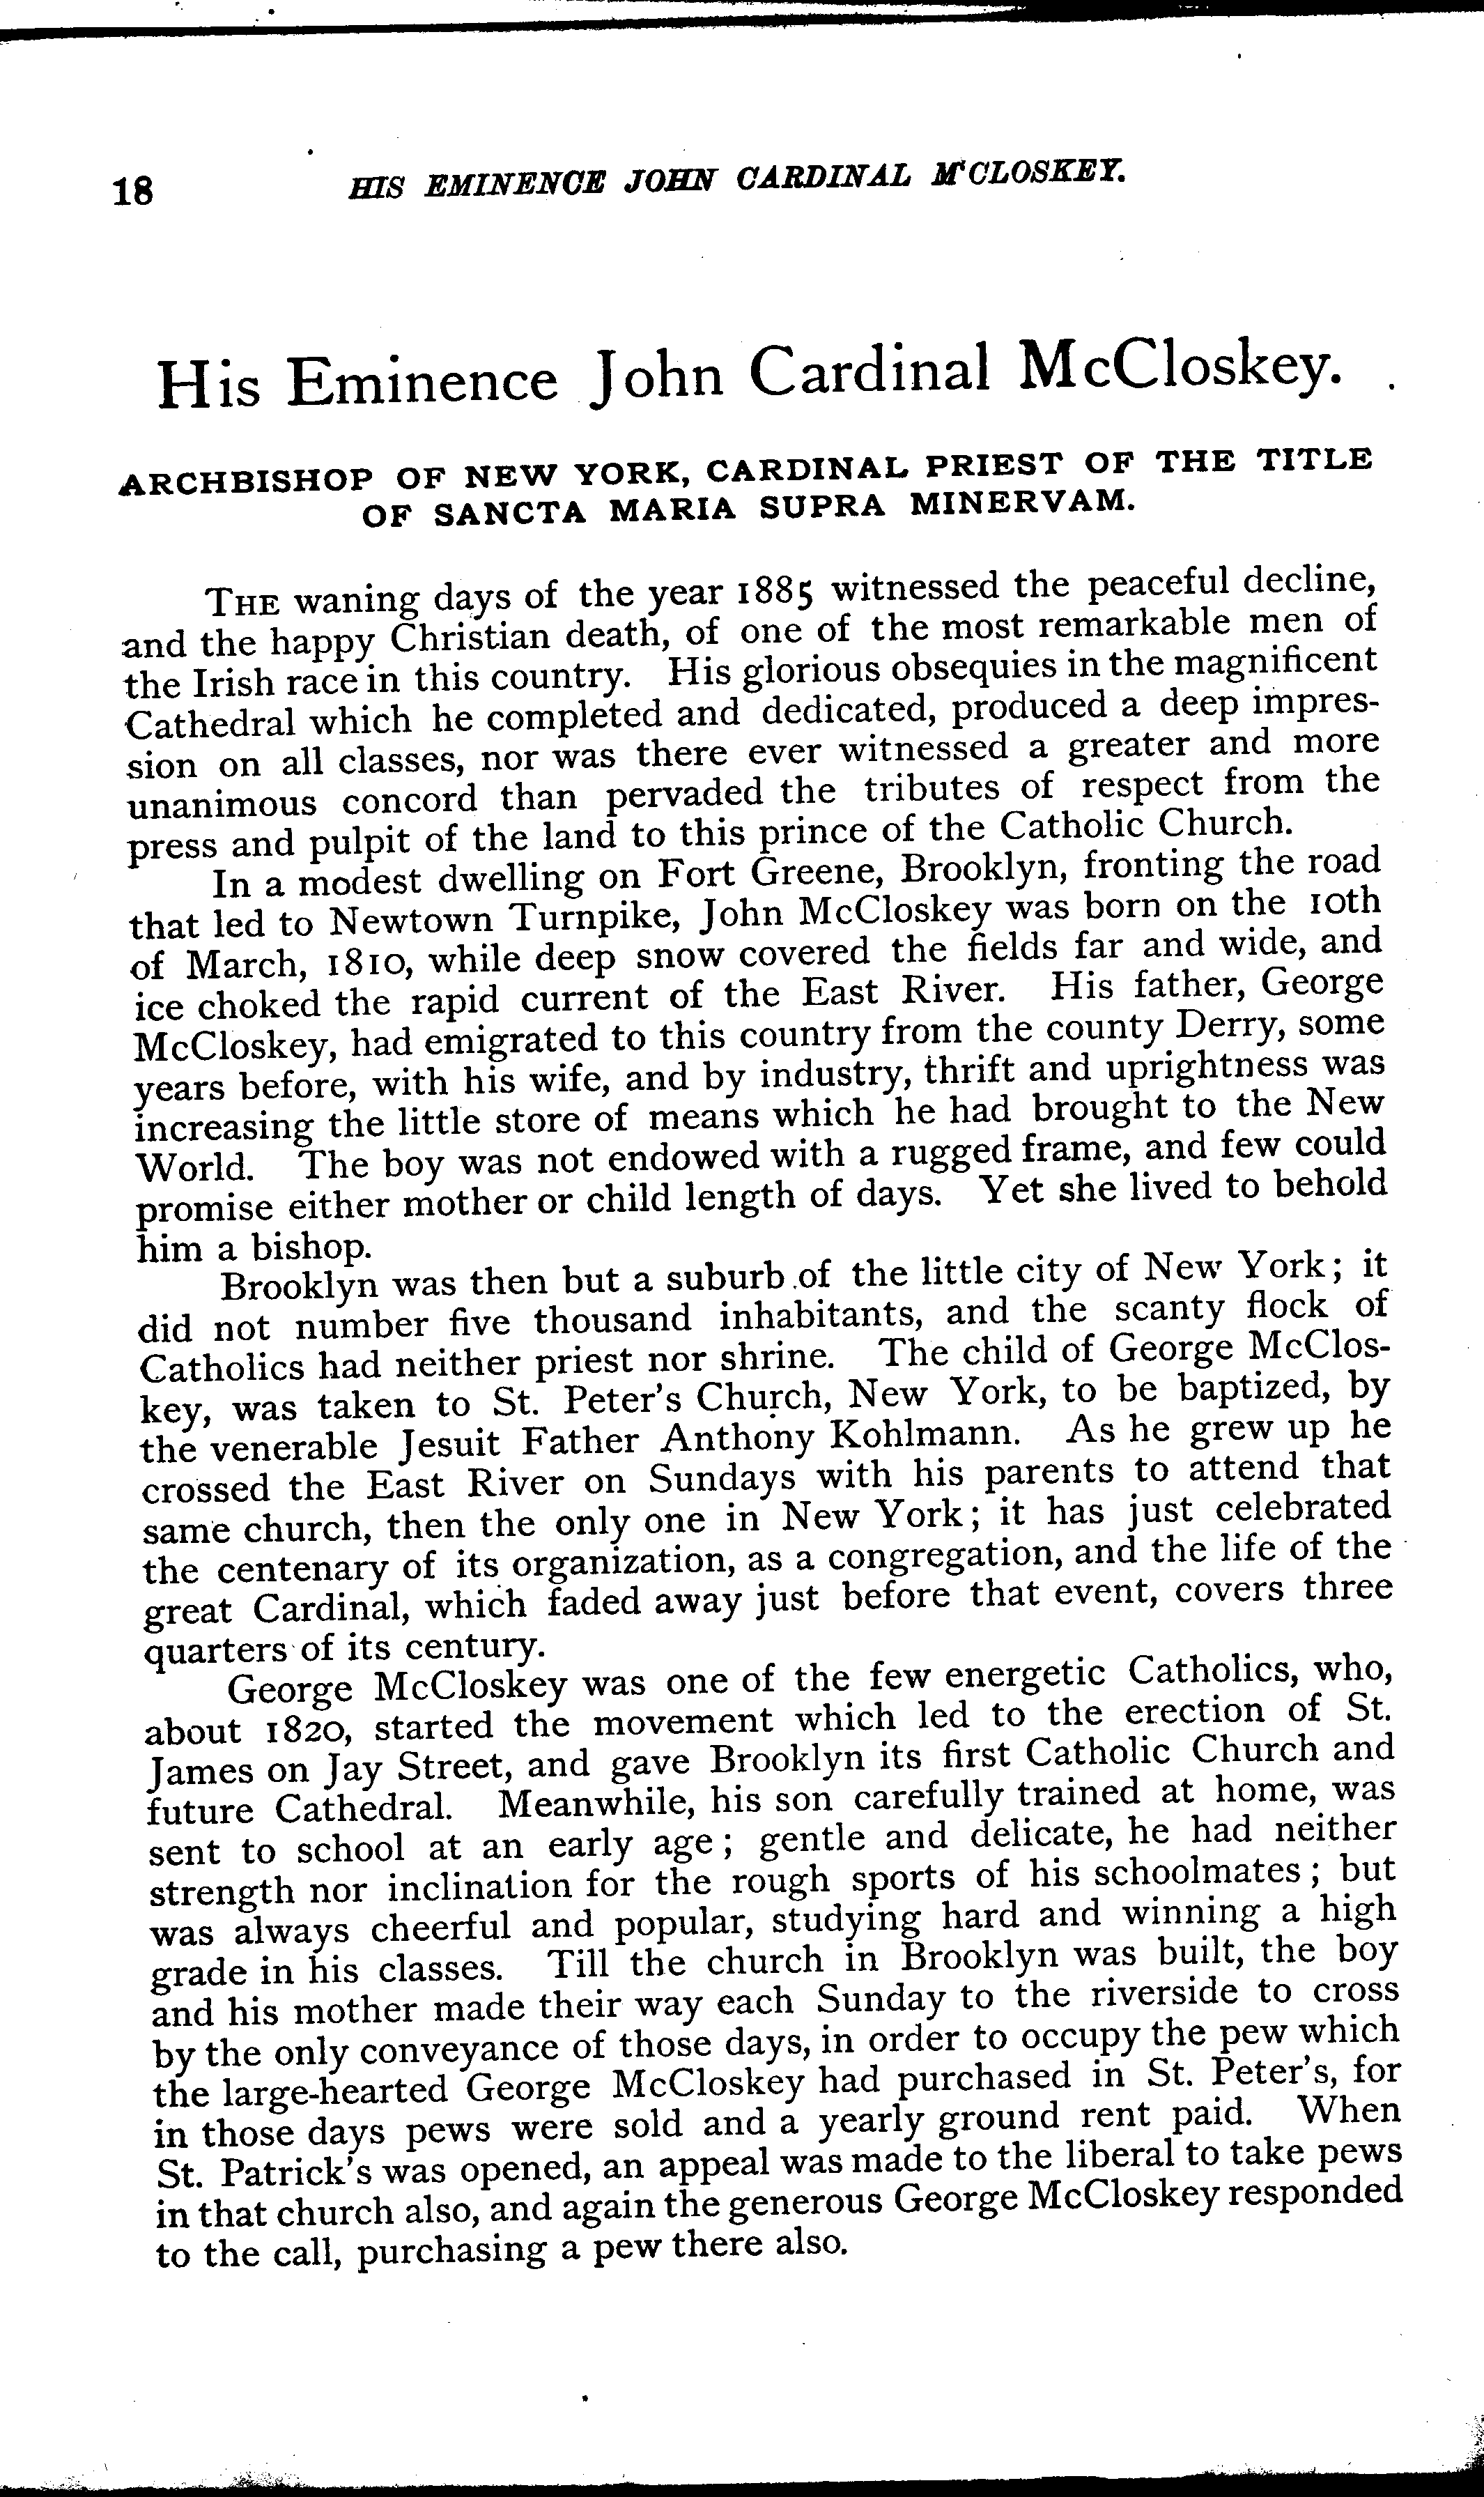 18 HIS EMINENCE JOHN CARDINAL M'CLOSKEY.
His Eminence John Cardinal McCloskey.
ARCHBISHOP OF NEW YORK, CARDINAL PRIEST OF THE TITLE
OF SANCTA MARIA SUPRA MINERVAM.
THE waning days of the year 1885 witnessed the peaceful decline,
and the happy Christian death, of one of the most remarkable men of
the Irish race in this country. His glorious obsequies in the magnificent
Cathedral which he completed and dedicated, produced a deep impres-
sion on all classes, nor was there ever witnessed a greater and more
unanimous concord than pervaded the tributes of respect from the
press and pulpit of the land to this prince of the Catholic Church.
In a modest dwelling on Fort Greene, Brooklyn, fronting the road
that led to Newtown Turnpike, John McCloskey was born on the 10th
of March, 1810, while deep snow covered the fields far and wide, and
ice choked the rapid current of the East River. His father, George
McCloskey, had emigrated to this country from the county Derry, some
years before, with his wife, and by industry, thrift and uprightness was
increasing the little store of means which he had brought to the New
World. The boy was not endowed with a rugged frame, and few could
promise either mother or child length of days. Yet she lived to behold
him a bishop.
Brooklyn was then but a suburb of the little city of New York; it
did not number five thousand inhabitants, and the scanty flock of
Catholics had neither priest nor shrine. The child of George McClos-
key, was taken to St. Peter's Church, New York, to be baptized, by
the venerable Jesuit Father Anthony Kohlmann. As he grew up he
crossed the East River on Sundays with his parents to attend that
same church, then the only one in New York; it has just celebrated
the centenary of its organization, as a congregation, and the life of the
great Cardinal, which faded away just before that event, covers three
quarters of its century.
George McCloskey was one of the few energetic Catholics, who,
about 1820, started the movement which led to the erection of St.
James on Jay Street, and gave Brooklyn its first Catholic Church and
future Cathedral. Meanwhile, his son carefully trained at home, was
sent to school at an early age; gentle and delicate, he had neither
strength nor inclination for the rough sports of his schoolmates; but
was always cheerful and popular, studying hard and winning a high
grade in his classes. Till the church in Brooklyn was built, the boy
and his mother made their way each Sunday to the riverside to cross
by the only conveyance of those days, in order to occupy the pew which
the large-hearted George McCloskey had purchased in St. Peter's, for
in those days pews were sold and a yearly ground rent paid. When
St. Patrick's was opened, an appeal was made to the liberal to take pews
in that church also, and again the generous George McCloskey responded
to the call, purchasing a pew there also.